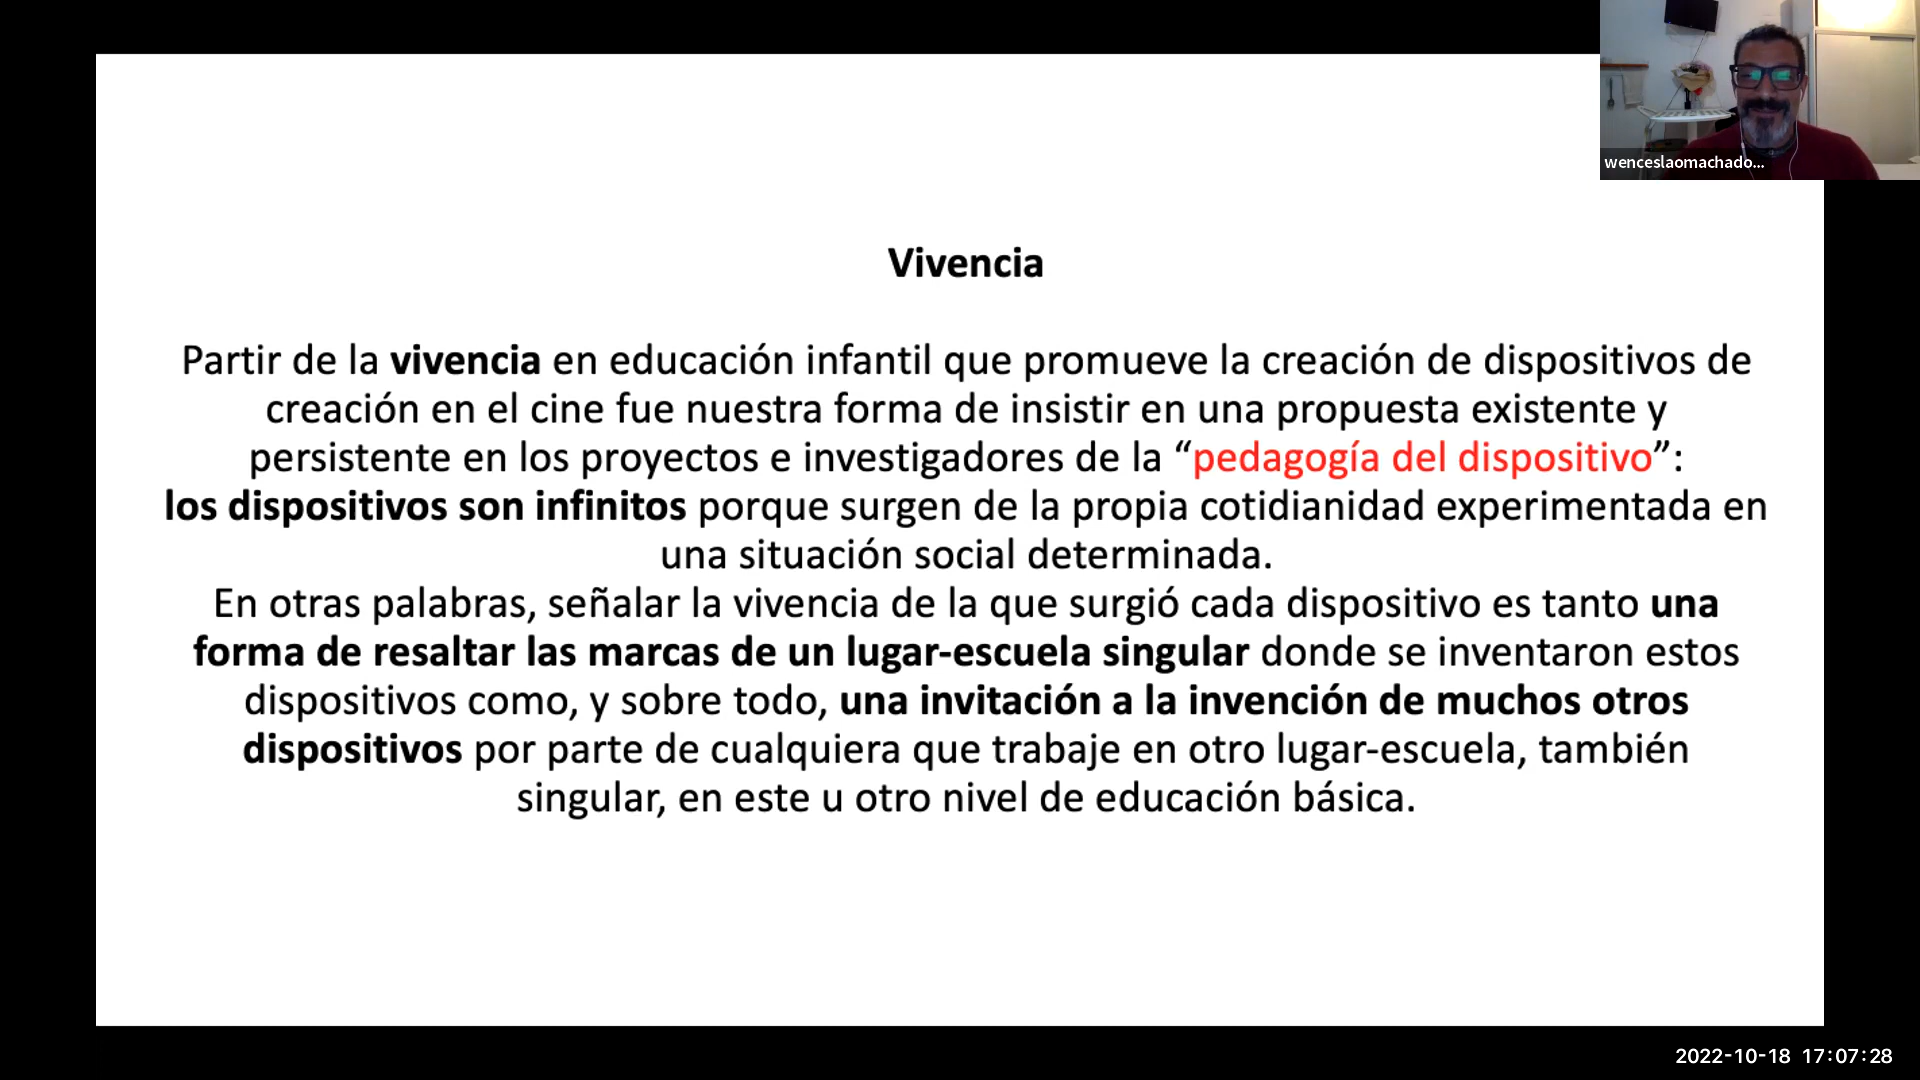 wenceslaomachado...
Vivencia
Partir de la vivencia en educación infantil que promueve la creación de dispositivos de
creación en el cine fue nuestra forma de insistir en una propuesta existente y
persistente en los proyectos e investigadores de la “pedagogía del dispositivo”:
los dispositivos son infinitos porque surgen de la propia cotidianidad experimentada en
una situación social determinada.
En otras palabras, señalar la vivencia de la que surgió cada dispositivo es tanto una
forma de resaltar las marcas de un lugar-escuela singular donde se inventaron estos
dispositivos como, y sobre todo, una invitación a la invención de muchos otros
dispositivos por parte de cualquiera que trabaje en otro lugar-escuela, también
singular, en este u otro nivel de educación básica.
2022-10-18 17:07:28